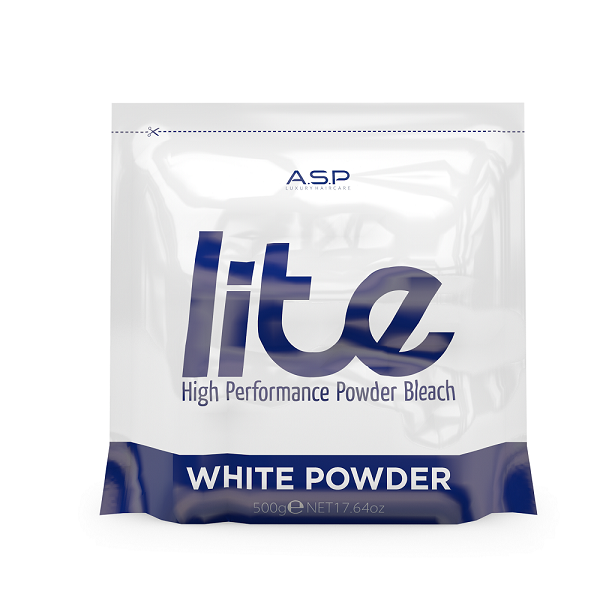 A.S.P
LUXURY HAIRCARE
lite
High Performance Powder Bleach
WHITE POWDER
500g ℮ NET17.64oz